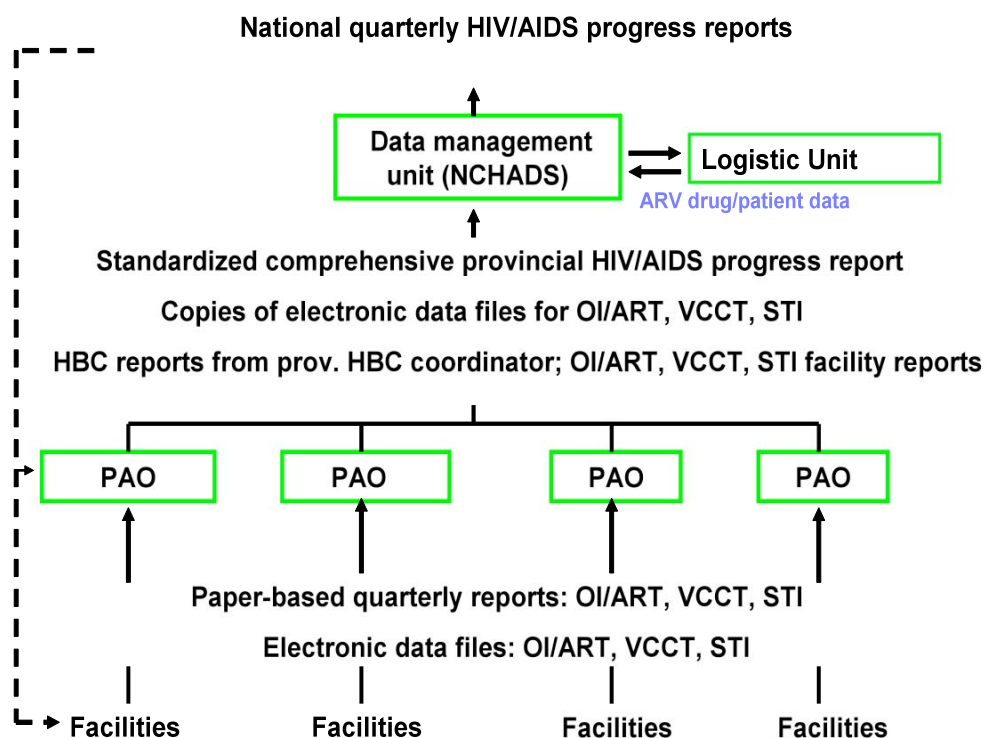 National quarterly HIV/AIDS progress reports
Data management
unit (NCHADS)
Logistic Unit
ARV drug/patient data
Standardized comprehensive provincial HIV/AIDS progress report
Copies of electronic data files for OI/ART, VCCT, STI
HBC reports from prov. HBC coordinator; OI/ART, VCCT, STI facility reports
PAO PAO PAO PAO
Paper-based quarterly reports: OI/ART, VCCT, STI
Electronic data files: OI/ART, VCCT, STI
Facilities Facilities Facilities Facilities